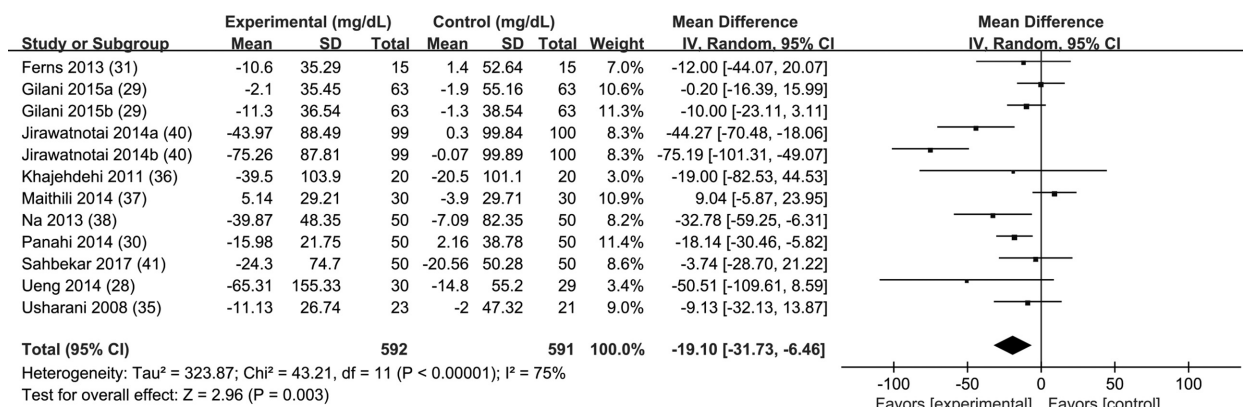 Experimental (mg/dL) Control (mg/dL) Mean Difference Mean Difference
Study or Subgroup Mean SD Total Mean SD Total Weight IV, Random, 95% CI IV, Random, 95% CI
Ferns 2013 (31) -10.6 35.29 15 1.4 52.64 15 7.0% -12.00 [-44.07, 20.07]
Gilani 2015a (29) -2.1 35.45 63 -1.9 55.16 63 10.6% -0.20 [-16.39, 15.99]
Gilani 2015b (29) -11.3 36.54 63 -1.3 38.54 63 11.3% -10.00 [-23.11, 3.11]
Jirawatnotai 2014a (40) -43.97 88.49 99 0.3 99.84 100 8.3% -44.27 [-70.48, -18.06]
Jirawatnotai 2014b (40) -75.26 87.81 99 -0.07 99.89 100 8.3% -75.19 [-101.31, -49.07]
Khajehdehi 2011 (36) -39.5 103.9 20 -20.5 101.1 20 3.0% -19.00 [-82.53, 44.53]
Maithili 2014 (37) 5.14 29.21 30 -3.9 29.71 30 10.9% 9.04 [-5.87, 23.95]
Na 2013 (38) -39.87 48.35 50 -7.09 82.35 50 8.2% -32.78 [-59.25, -6.31]
Panahi 2014 (30) -15.98 21.75 50 2.16 38.78 50 11.4% -18.14 [-30.46, -5.82]
Sahbekar 2017 (41) -24.3 74.7 50 -20.56 50.28 50 8.6% -3.74 [-28.70, 21.22]
Ueng 2014 (28) -65.31 155.33 30 -14.8 55.2 29 3.4% -50.51 [-109.61, 8.59]
Usharani 2008 (35) -11.13 26.74 23 -2 47.32 21 9.0% -9.13 [-32.13, 13.87]
Total (95% CI) 592 591 100.0% -19.10 [-31.73, -6.46]
Heterogeneity: Tau² = 323.87; Chi² = 43.21, df = 11 (P < 0.00001); I² = 75%
Test for overall effect: Z = 2.96 (P = 0.003)
-100 -50 0 50 100
Favors [experimental] Favors [control]